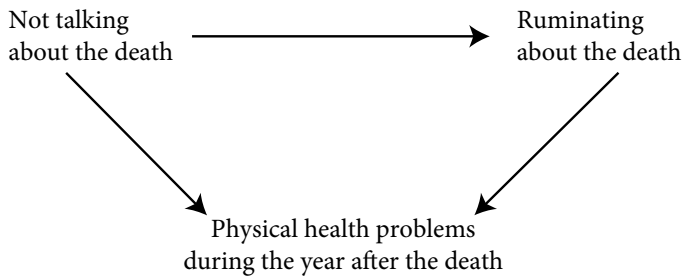 Not talking
about the death
Ruminating
about the death
Physical health problems
during the year after the death